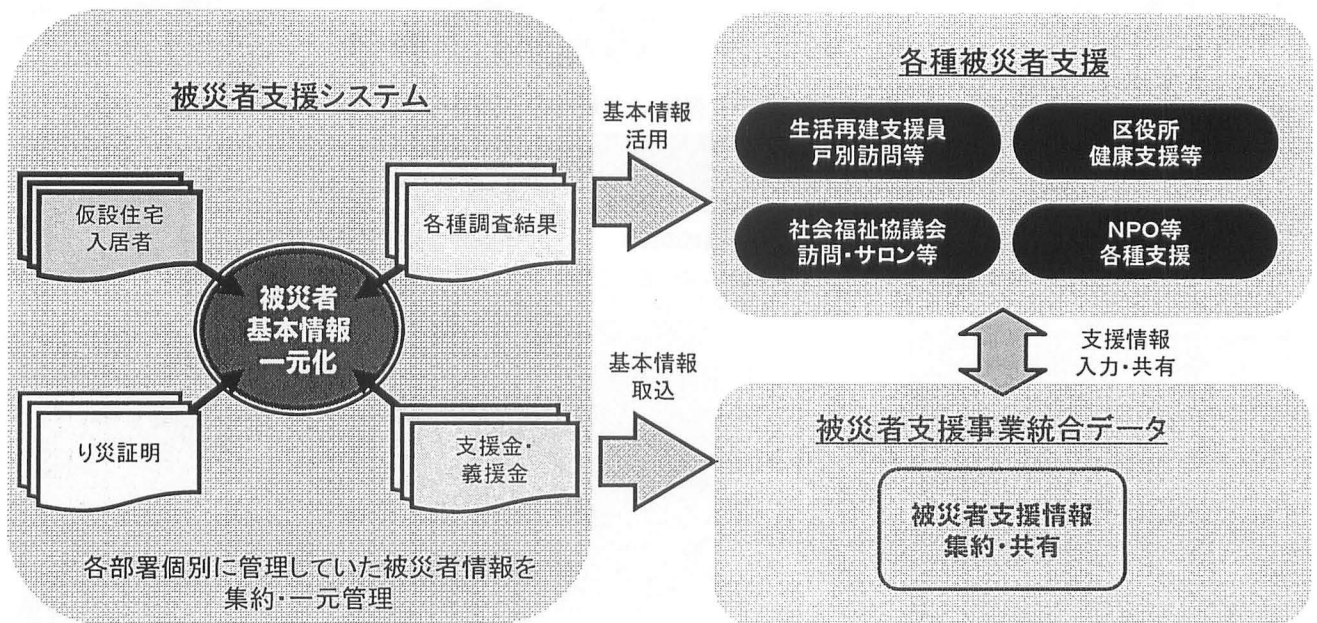 被災者支援システム
仮設住宅
入居者
各種調査結果
被災者
基本情報
一元化
り災証明
支援金・
義援金
各部署個別に管理していた被災者情報を
集約・一元管理
基本情報
活用
基本情報
取込
各種被災者支援
生活再建支援員
戸別訪問等
区役所
健康支援等
社会福祉協議会
訪問・サロン等
NPO等
各種支援
支援情報
入力・共有
被災者支援事業統合データ
被災者支援情報
集約・共有